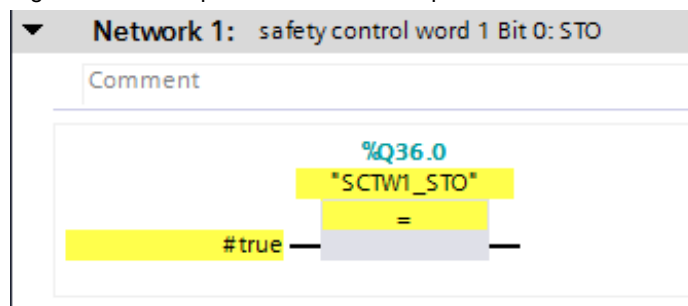 Network 1: safety control word 1 Bit 0: STO
Comment
%Q36.0
"SCTW1_STO"
=
#true